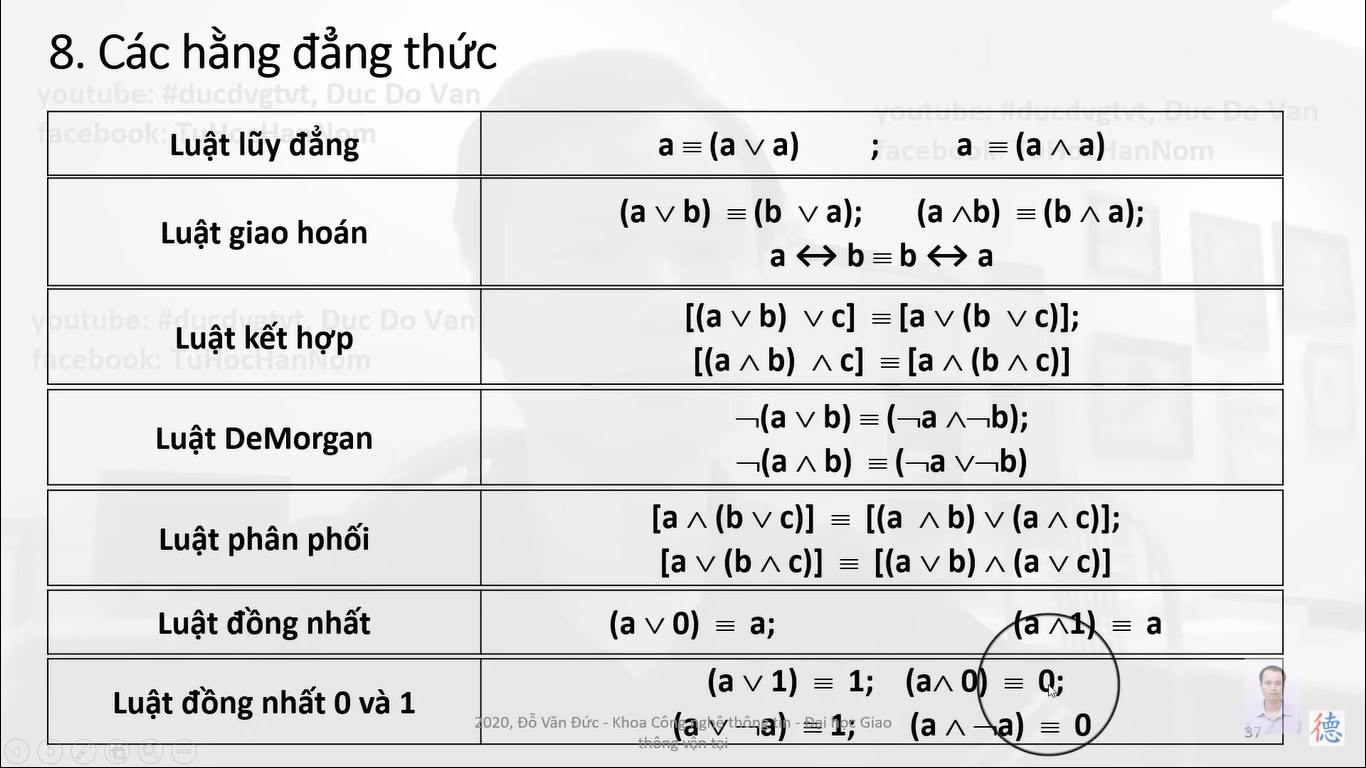 8. Các hằng đẳng thức
youtube: #ducdvgtvt, Duc Do Van
facebook: TuHocHanNom
youtube: #ducdvgtvt, Duc Do Van
facebook: TuHocHanNom
Luật lũy đẳng
a ≡ (a ∨ a) ; a ≡ (a ∧ a)
Luật giao hoán
(a ∨ b) ≡ (b ∨ a); (a ∧b) ≡ (b ∧ a);
a ↔ b ≡ b ↔ a
youtube: #ducdvgtvt, Duc Do Van
facebook: TuHocHanNom
Luật kết hợp
[(a ∨ b) ∨ c] ≡ [a ∨ (b ∨ c)];
[(a ∧ b) ∧ c] ≡ [a ∧ (b ∧ c)]
Luật DeMorgan
¬(a ∨ b) ≡ (¬a ∧¬b);
¬(a ∧ b) ≡ (¬a ∨¬b)
Luật phân phối
[a ∧ (b ∨ c)] ≡ [(a ∧ b) ∨ (a ∧ c)];
[a ∨ (b ∧ c)] ≡ [(a ∨ b) ∧ (a ∨ c)]
Luật đồng nhất
(a ∨ 0) ≡ a; (a ∧1) ≡ a
Luật đồng nhất 0 và 1
(a ∨ 1) ≡ 1; (a∧ 0) ≡ 0;
(a ∨ ¬a) ≡ 1; (a ∧ ¬a) ≡ 0
2020, Đỗ Văn Đức - Khoa Công nghệ thông tin - Đại học Giao
thông vận tại
37
德